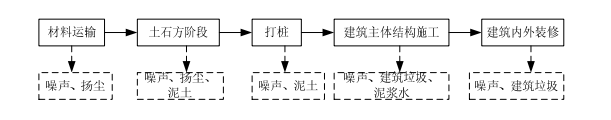 材料运输
土石方阶段
打桩
建筑主体结构施工
建筑内外装修
噪声、扬尘
噪声、扬尘、
泥土
噪声、泥土
噪声、建筑垃圾、
泥浆水
噪声、建筑垃圾